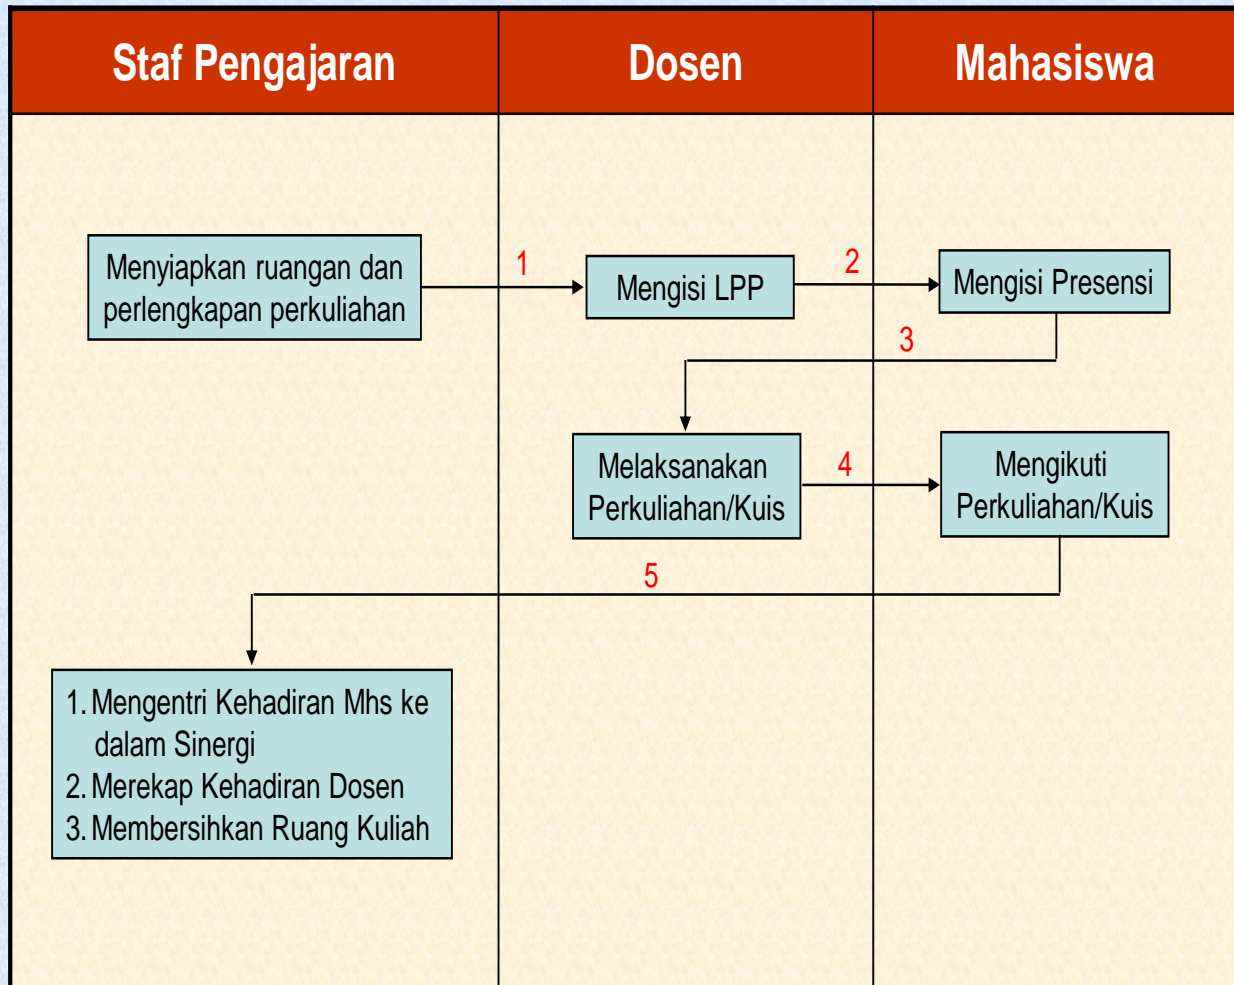 Staf Pengajaran
Dosen
Mahasiswa
Menyiapkan ruangan dan
perlengkapan perkuliahan
1
Mengisi LPP
2
Mengisi Presensi
3
Melaksanakan
Perkuliahan/Kuis
4
Mengikuti
Perkuliahan/Kuis
5
1. Mengentri Kehadiran Mhs ke
dalam Sinergi
2. Merekap Kehadiran Dosen
3. Membersihkan Ruang Kuliah